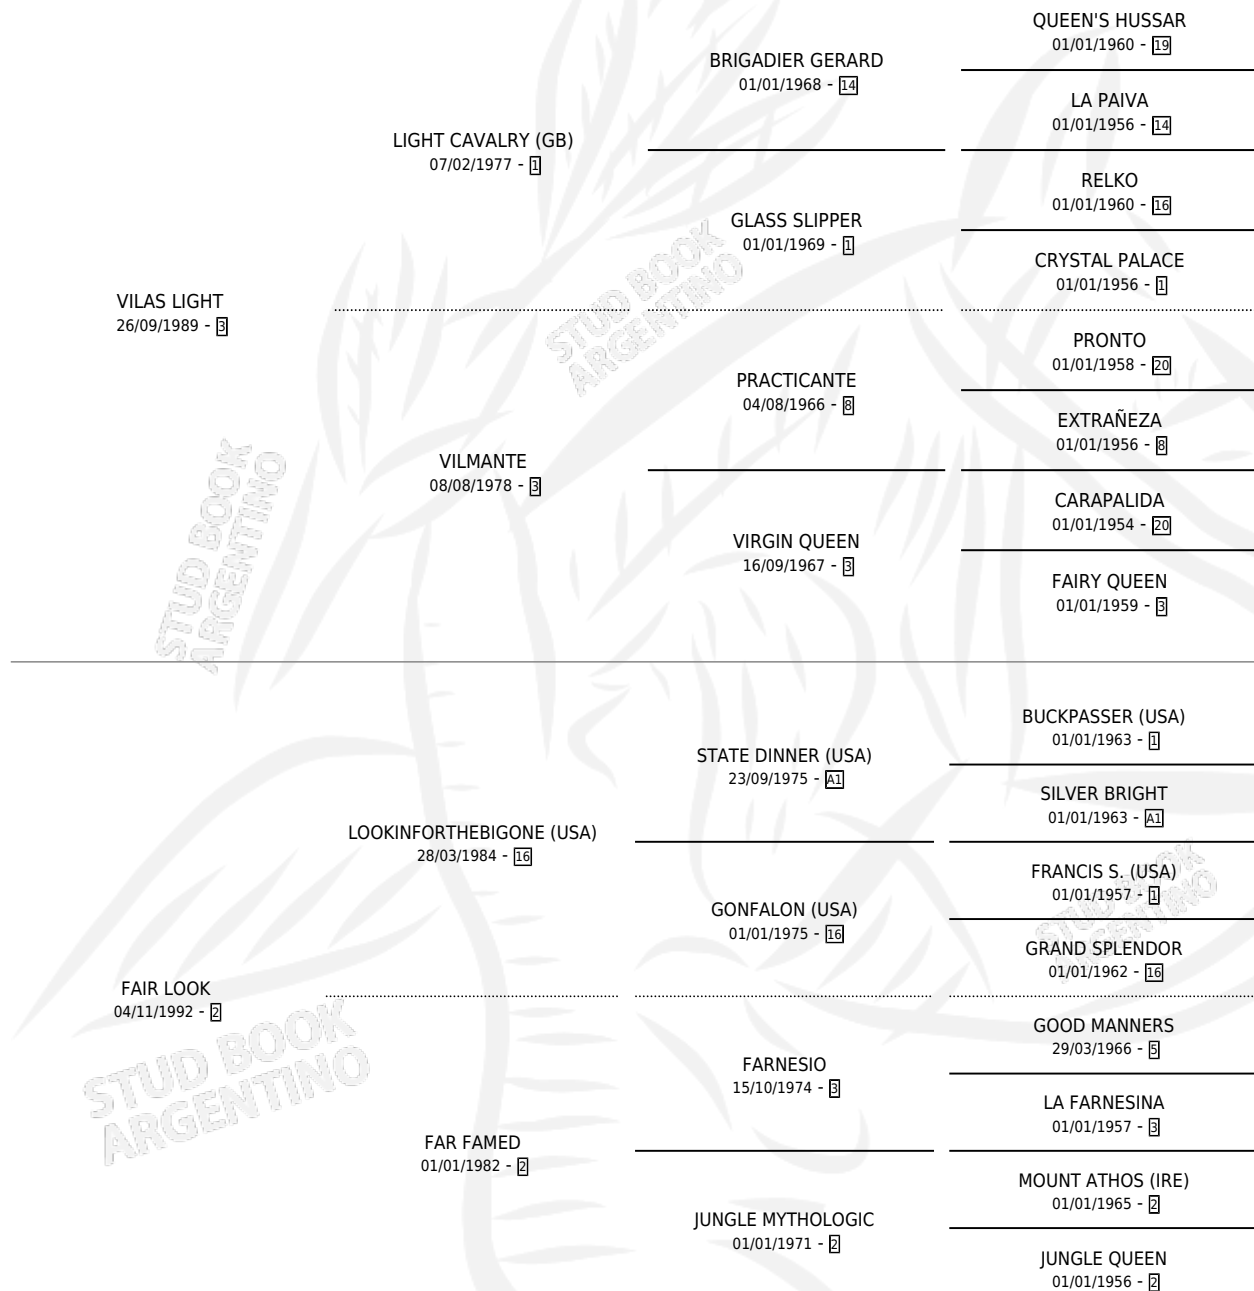 QUEEN'S HUSSAR
01/01/1960 - 19
BRIGADIER GERARD
01/01/1968 - 14
LA PAIVA
01/01/1956 - 14
LIGHT CAVALRY (GB)
07/02/1977 - 1
RELKO
01/01/1960 - 16
GLASS SLIPPER
01/01/1969 - 1
CRYSTAL PALACE
01/01/1956 - 1
VILAS LIGHT
26/09/1989 - 3
PRONTO
01/01/1958 - 20
PRACTICANTE
04/08/1966 - 8
EXTRAÑEZA
01/01/1956 - 8
VILMANTE
08/08/1978 - 3
CARAPALIDA
01/01/1954 - 20
VIRGIN QUEEN
16/09/1967 - 3
FAIRY QUEEN
01/01/1959 - 3
BUCKPASSER (USA)
01/01/1963 - 1
STATE DINNER (USA)
23/09/1975 - A1
SILVER BRIGHT
01/01/1963 - A1
LOOKINFORTHEBIGONE (USA)
28/03/1984 - 16
FRANCIS S. (USA)
01/01/1957 - 1
GONFALON (USA)
01/01/1975 - 16
GRAND SPLENDOR
01/01/1962 - 16
FAIR LOOK
04/11/1992 - 2
GOOD MANNERS
29/03/1966 - 5
FARNESIO
15/10/1974 - 3
LA FARNESINA
01/01/1957 - 3
FAR FAMED
01/01/1982 - 2
MOUNT ATHOS (IRE)
01/01/1965 - 2
JUNGLE MYTHOLOGIC
01/01/1971 - 2
JUNGLE QUEEN
01/01/1956 - 2
STUD BOOK
ARGENTINO
STUD BOOK
ARGENTINO
STUD BOOK
ARGENTINO
STUD BOOK
ARGENTINO